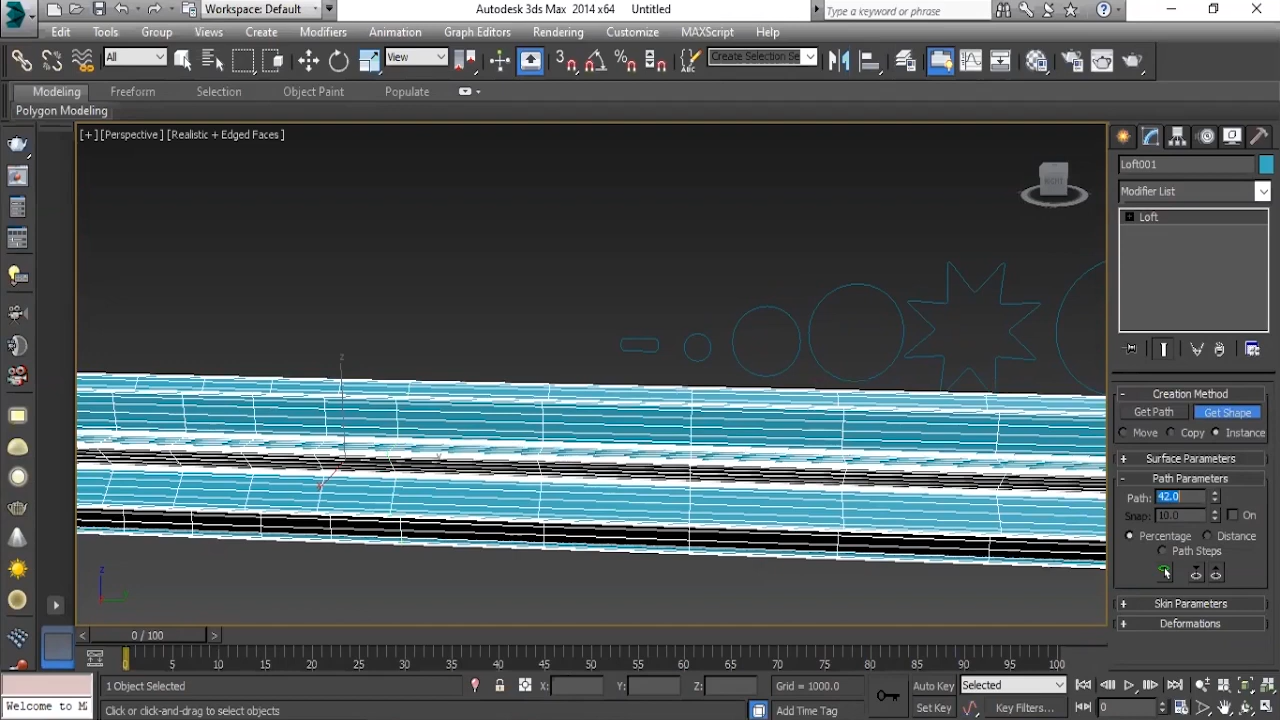 Workspace: Default
Autodesk 3ds Max 2014 x64 Untitled
Type a keyword or phrase
Edit Tools Group Views Create Modifiers Animation Graph Editors Rendering Customize MAXScript Help
All
View
3
Create Selection Se
ABC
Modeling Freeform Selection Object Paint Populate
Polygon Modeling
[+] [Perspective] [Realistic + Edged Faces]
Loft001
Modifier List
Loft
z
x
y
Creation Method
Get Path Get Shape
Move Copy Instance
Surface Parameters
Path Parameters
Path: 42.0
Snap: 10.0 On
Percentage Distance
Path Steps
Skin Parameters
Deformations
z
0 / 100
0 5 10 15 20 25 30 35 40 45 50 55 60 65 70 75 80 85 90 95 100
1 Object Selected X: Y: Z: Grid = 1000.0 Auto Key Selected
Welcome to M
Click or click-and-drag to select objects Add Time Tag Set Key Key Filters... 0